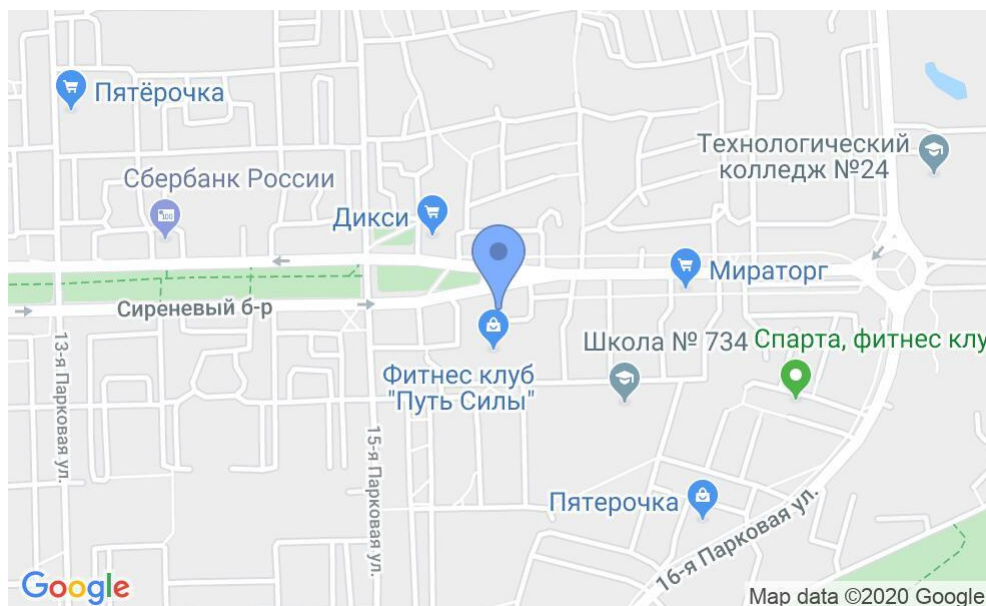 Пятёрочка
Технологический
колледж №24
Сбербанк России
Дикси
Мираторг
Сиреневый б-р
Школа № 734
Спарта, фитнес клу
13-я Парковая ул.
Фитнес клуб
"Путь Силы"
15-я Парковая ул.
Пятерочка
16-я Парковая ул.
Google
Map data ©2020 Google